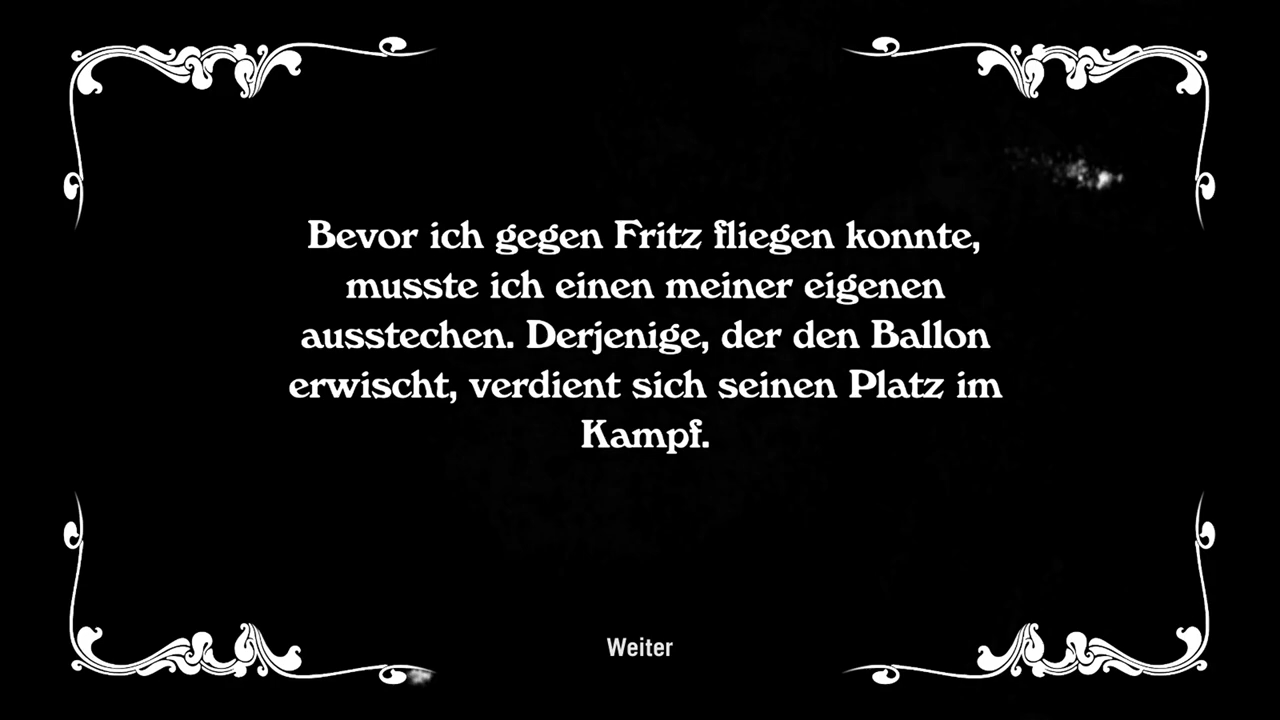 Bevor ich gegen Fritz fliegen konnte,
musste ich einen meiner eigenen
ausstechen. Derjenige, der den Ballon
erwischt, verdient sich seinen Platz im
Kampf.
Weiter